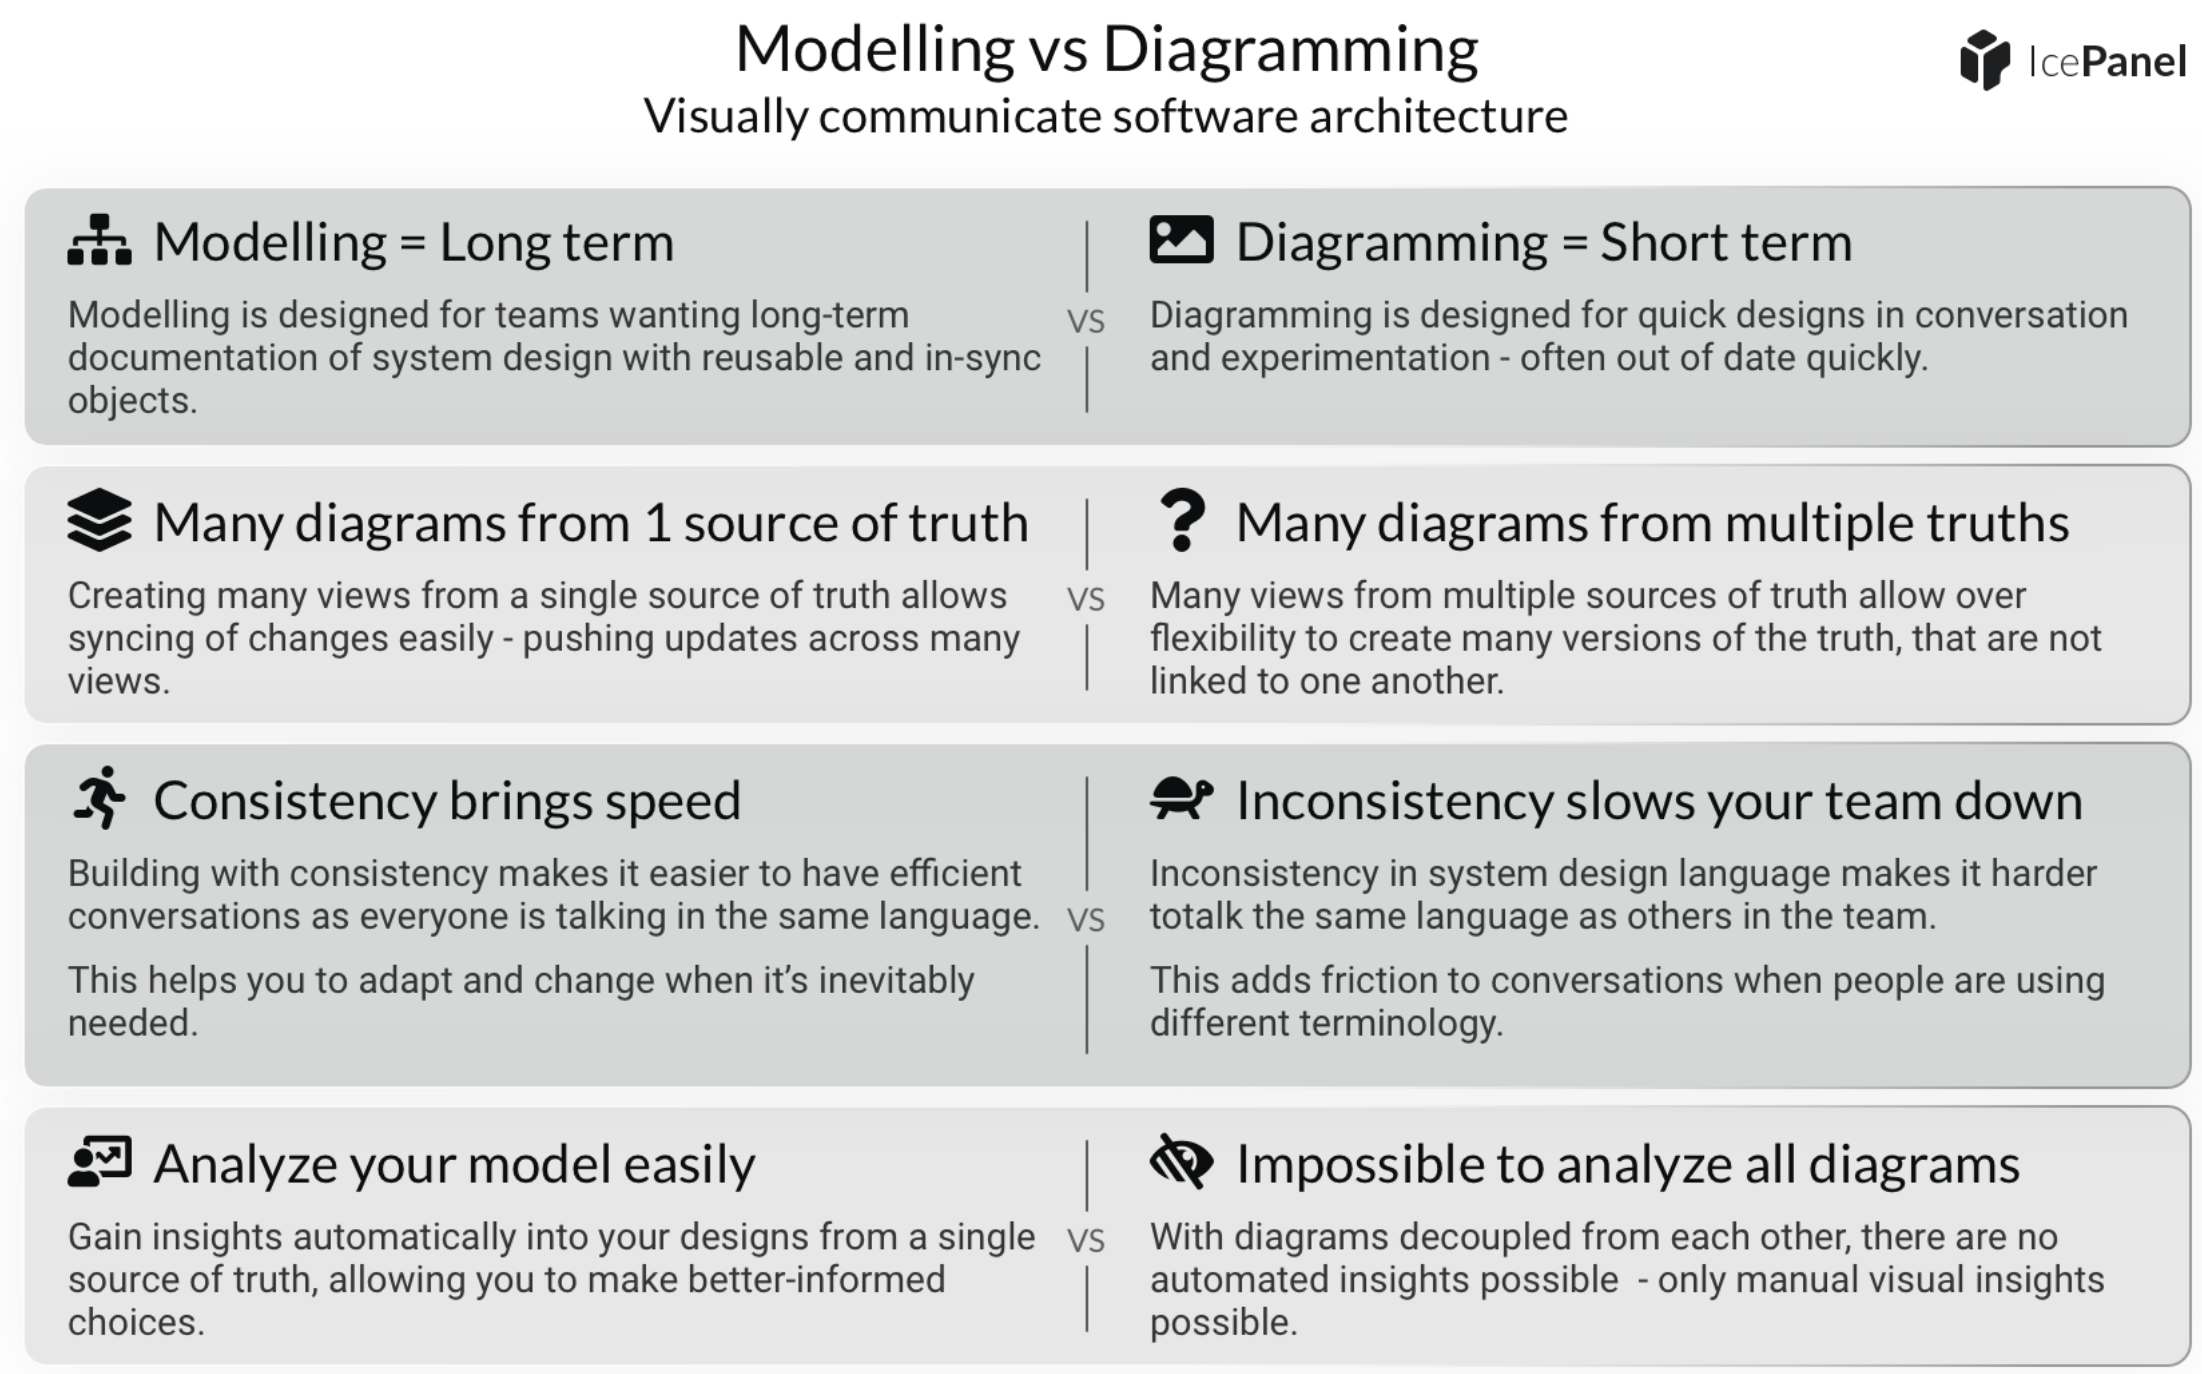 Modelling vs Diagramming
Visually communicate software architecture
IcePanel
Modelling = Long term
Modelling is designed for teams wanting long-term
documentation of system design with reusable and in-sync
objects.
VS
Diagramming = Short term
Diagramming is designed for quick designs in conversation
and experimentation - often out of date quickly.
Many diagrams from 1 source of truth
Creating many views from a single source of truth allows
syncing of changes easily - pushing updates across many
views.
VS
Many diagrams from multiple truths
Many views from multiple sources of truth allow over
flexibility to create many versions of the truth, that are not
linked to one another.
Consistency brings speed
Building with consistency makes it easier to have efficient
conversations as everyone is talking in the same language.
This helps you to adapt and change when it’s inevitably
needed.
VS
Inconsistency slows your team down
Inconsistency in system design language makes it harder
totalk the same language as others in the team.
This adds friction to conversations when people are using
different terminology.
Analyze your model easily
Gain insights automatically into your designs from a single
source of truth, allowing you to make better-informed
choices.
VS
Impossible to analyze all diagrams
With diagrams decoupled from each other, there are no
automated insights possible  - only manual visual insights
possible.